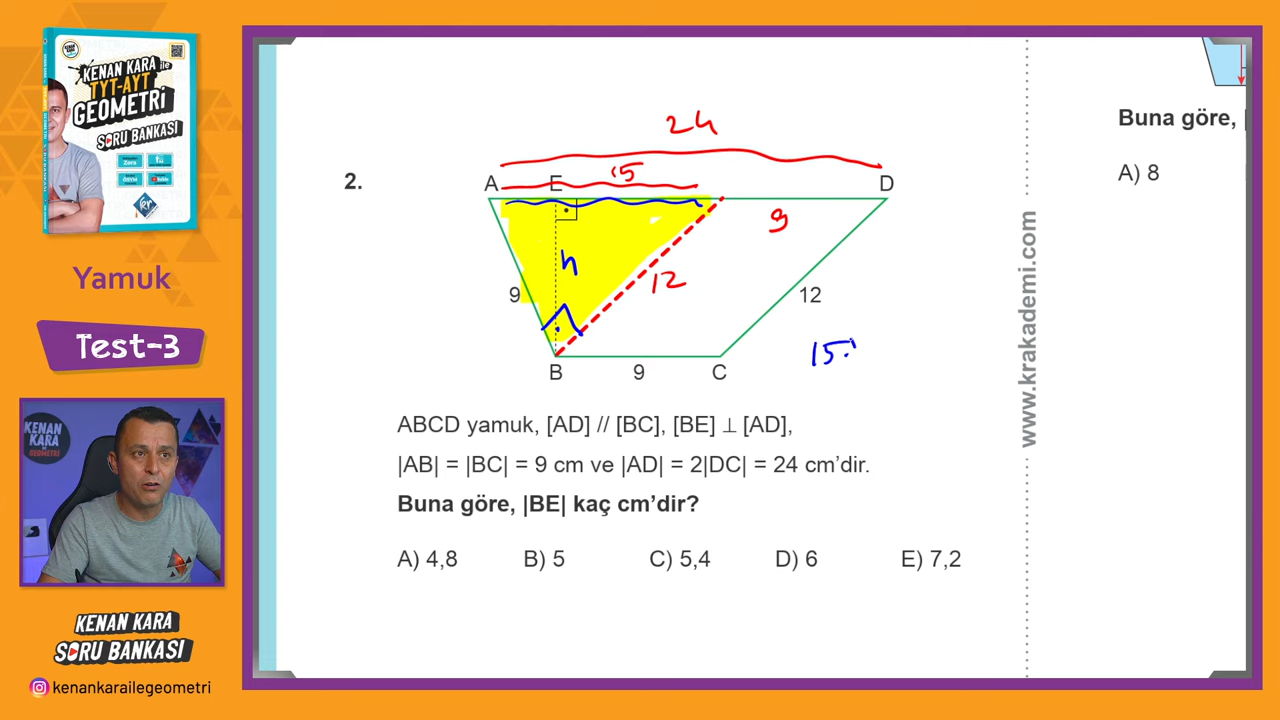 KENAN KARA ile
TYT-AYT
GEOMETRİ
SORU BANKASI
Yamuk
Test-3
KENAN KARA
GEOMETRİ
KENAN KARA
SORU BANKASI
kenankarailegeometri
24
15
2.
A
E
D
9
h
12
9
12
15.
B
9
C
ABCD yamuk, [AD] // [BC], [BE] ⊥ [AD],
|AB| = |BC| = 9 cm ve |AD| = 2|DC| = 24 cm’dir.
Buna göre, |BE| kaç cm’dir?
A) 4,8 B) 5 C) 5,4 D) 6 E) 7,2
www.krakademi.com
Buna göre, |
A) 8